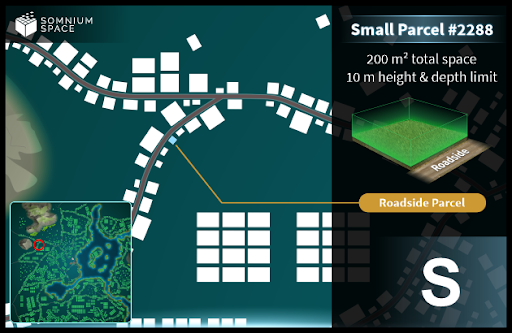 SOMNIUM
SPACE
Small Parcel #2288
200 m² total space
10 m height & depth limit
Roadside
Roadside Parcel
S